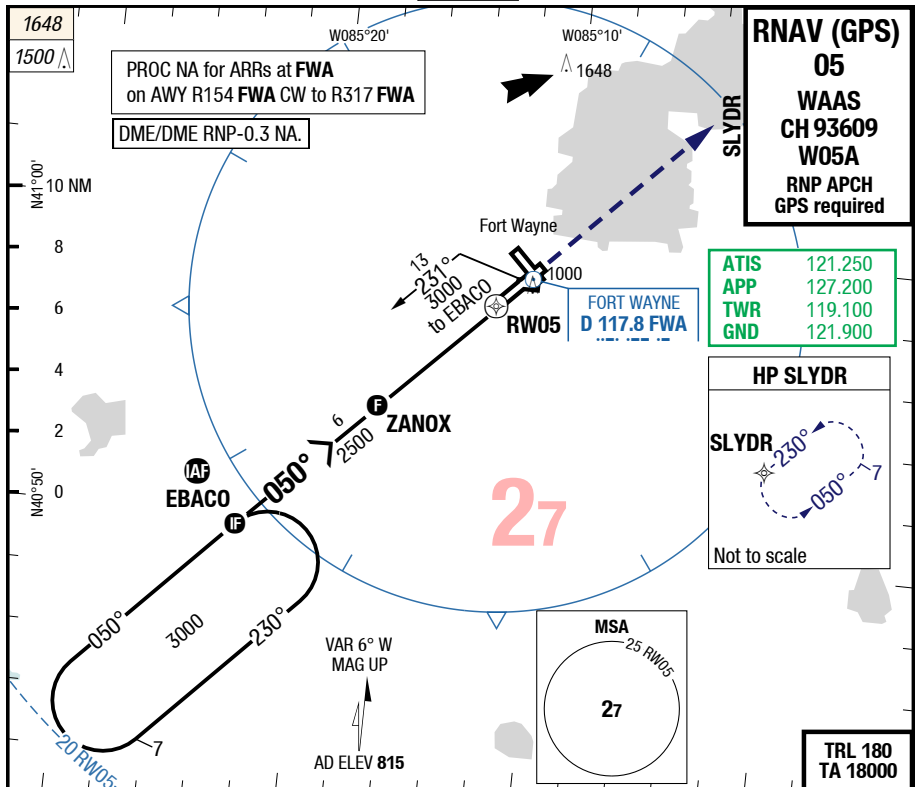 1648
1500
PROC NA for ARRs at FWA
on AWY R154 FWA CW to R317 FWA
DME/DME RNP-0.3 NA.
W085°20'
W085°10'
1648
RNAV (GPS)
05
WAAS
CH 93609
W05A
RNP APCH
GPS required
SLYDR
N41°00'
10 NM
8
6
4
2
0
N40°50'
Fort Wayne
1000
13
231°
3000
to EBACO
RW05
FORT WAYNE
D 117.8 FWA
ATIS 121.250
APP 127.200
TWR 119.100
GND 121.900
HP SLYDR
SLYDR
230°
050°
7
Not to scale
F
ZANOX
6
2500
050°
IAF
EBACO
IF
27
050°
3000
230°
7
20 RW05
VAR 6° W
MAG UP
AD ELEV 815
MSA
25 RW05
27
TRL 180
TA 18000